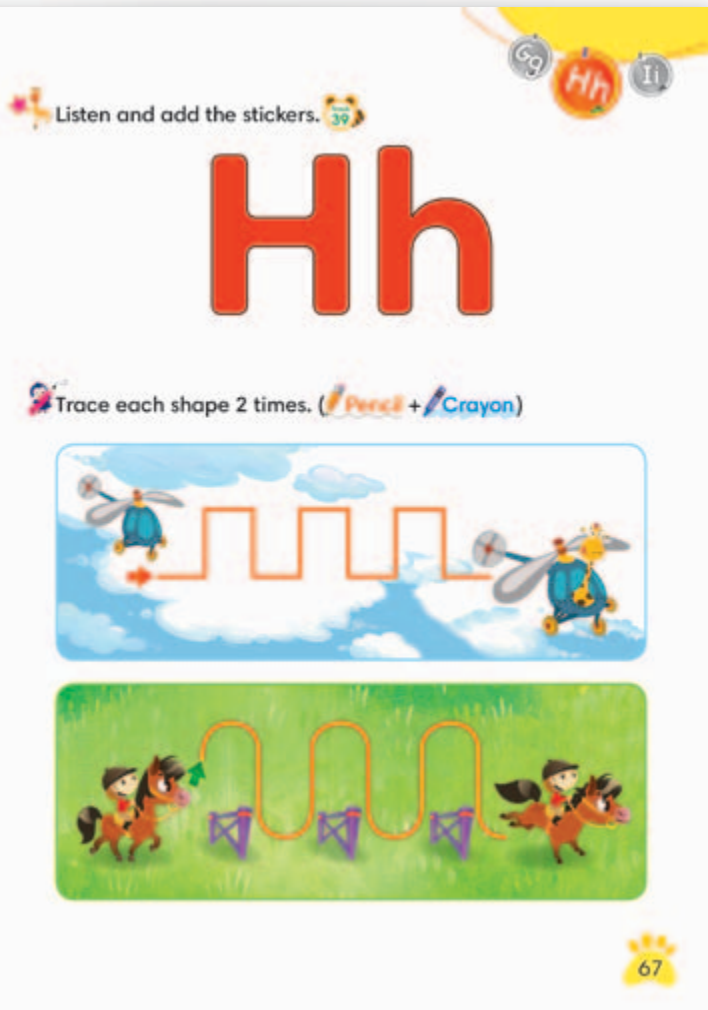 Gg
Hh
Ii
Listen and add the stickers.
39
Hh
Trace each shape 2 times. (Pencil + Crayon)
67